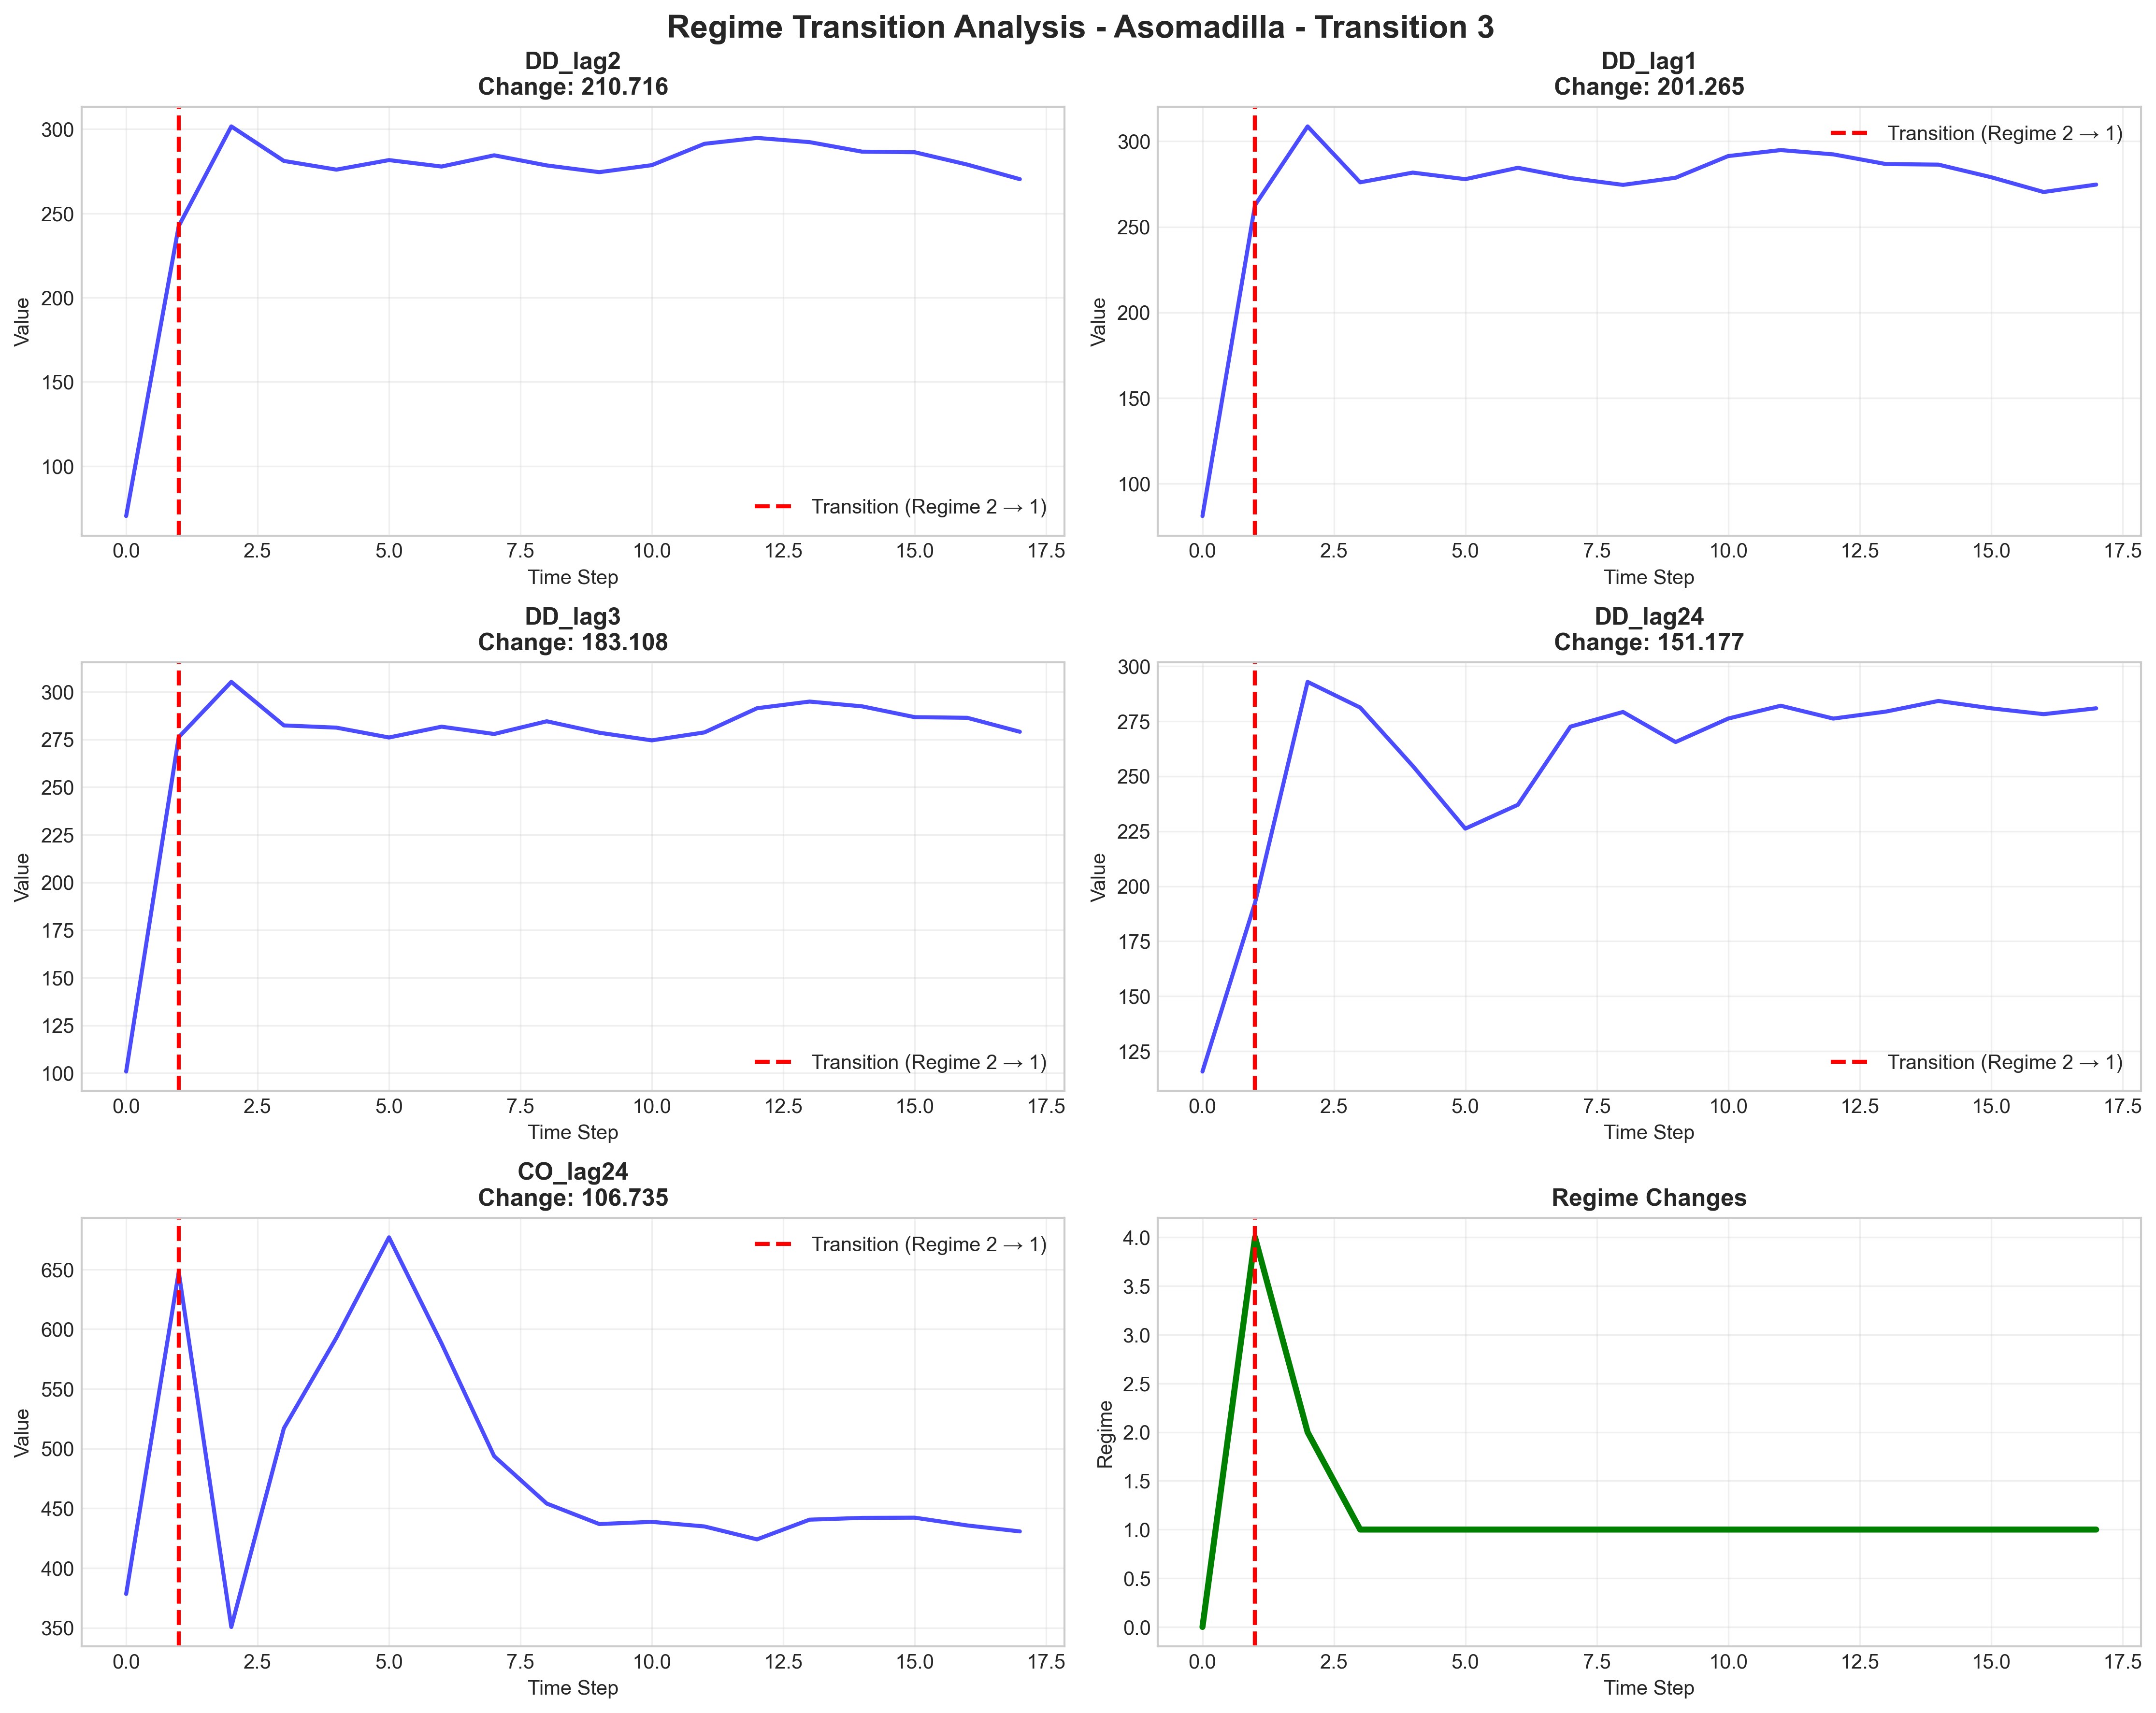 Regime Transition Analysis - Asomadilla - Transition 3
DD_lag2
Change: 210.716
Value
300
250
200
150
100
Transition (Regime 2 → 1)
0.0 2.5 5.0 7.5 10.0 12.5 15.0 17.5
Time Step
DD_lag1
Change: 201.265
Value
300
250
200
150
100
Transition (Regime 2 → 1)
0.0 2.5 5.0 7.5 10.0 12.5 15.0 17.5
Time Step
DD_lag3
Change: 183.108
Value
300
275
250
225
200
175
150
125
100
Transition (Regime 2 → 1)
0.0 2.5 5.0 7.5 10.0 12.5 15.0 17.5
Time Step
DD_lag24
Change: 151.177
Value
300
275
250
225
200
175
150
125
Transition (Regime 2 → 1)
0.0 2.5 5.0 7.5 10.0 12.5 15.0 17.5
Time Step
CO_lag24
Change: 106.735
Value
650
600
550
500
450
400
350
Transition (Regime 2 → 1)
0.0 2.5 5.0 7.5 10.0 12.5 15.0 17.5
Time Step
Regime Changes
Regime
4.0
3.5
3.0
2.5
2.0
1.5
1.0
0.5
0.0
0.0 2.5 5.0 7.5 10.0 12.5 15.0 17.5
Time Step